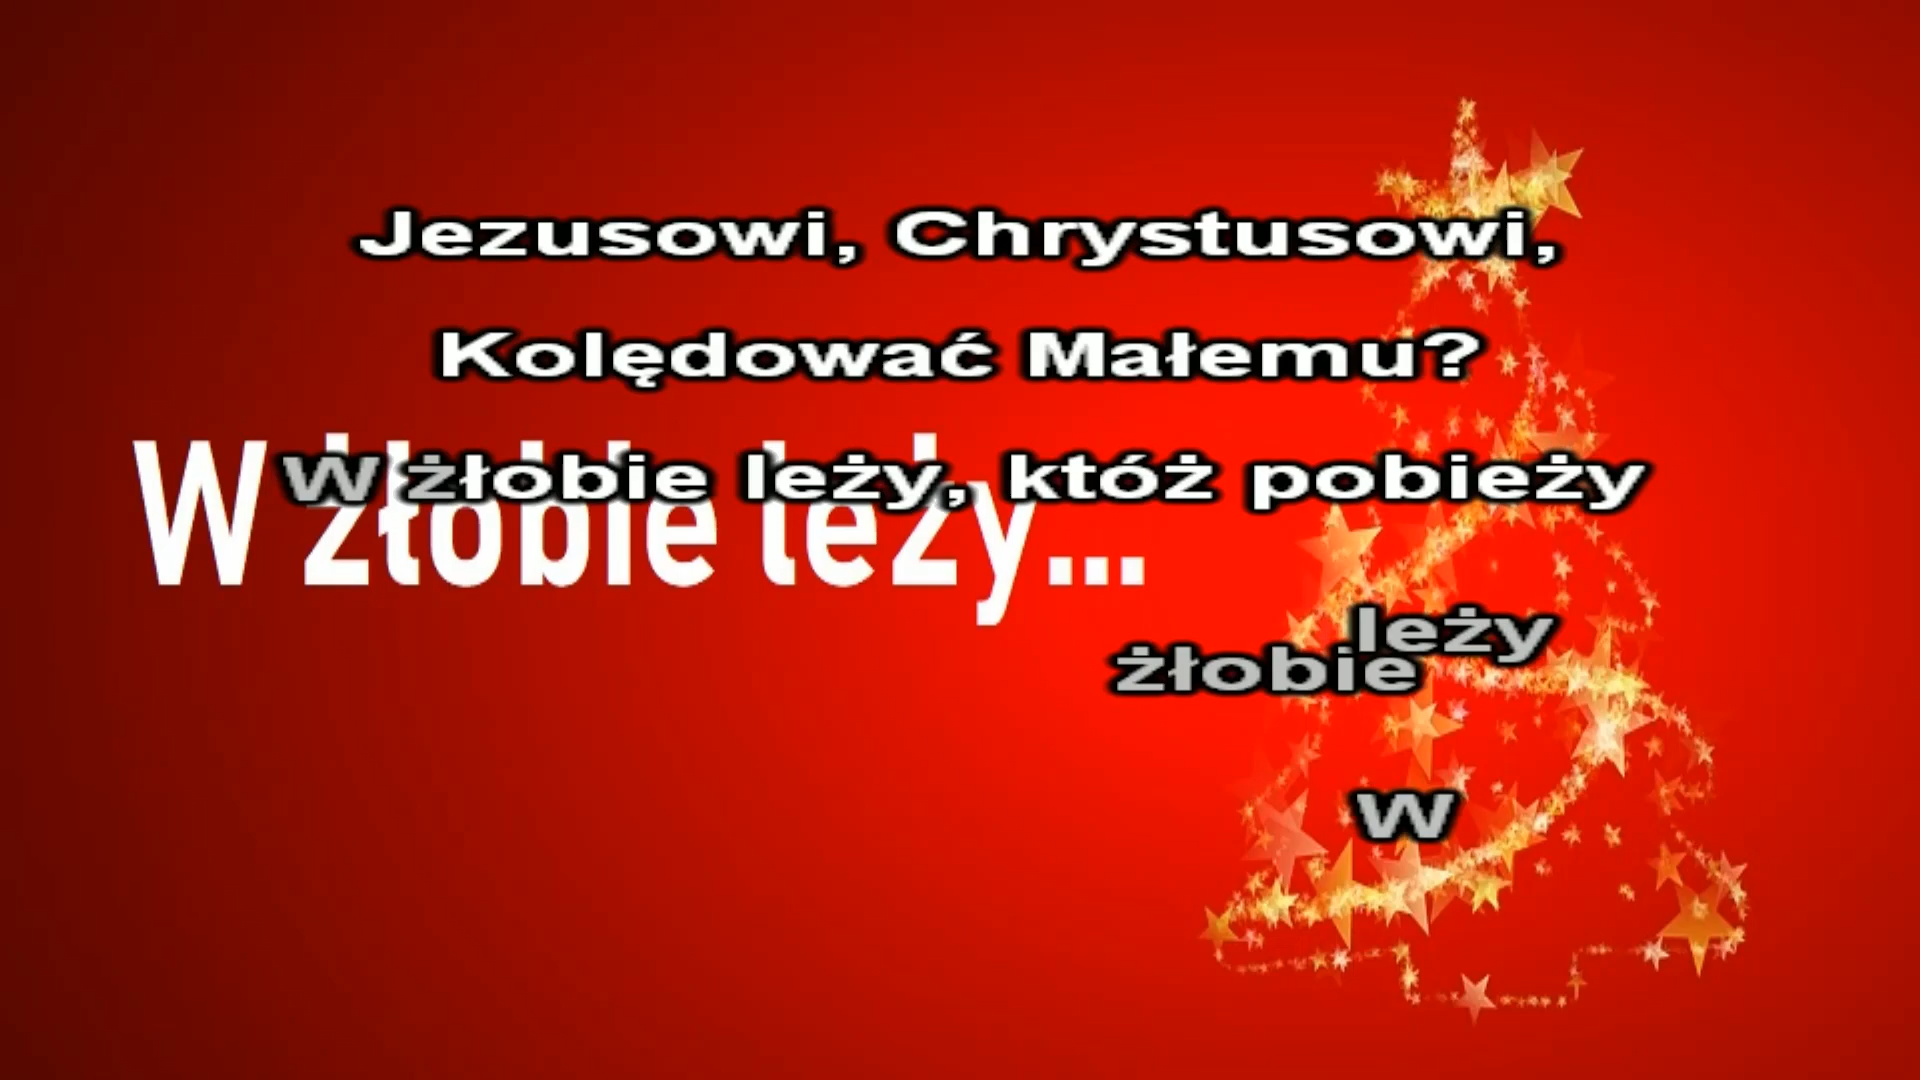 Jezusowi, Chrystusowi,
Kolędować Małemu?
W żłobie leży, któż pobieży
W żłobie leży...
leży
żłobie
W